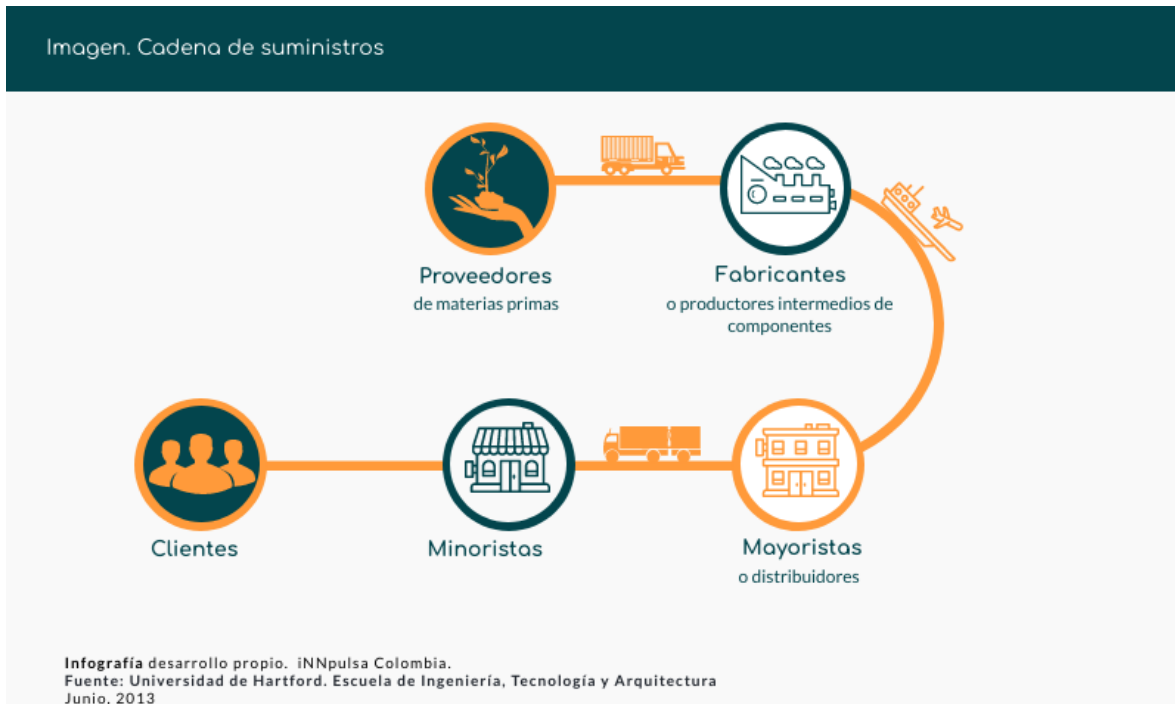 Imagen. Cadena de suministros
Proveedores
de materias primas
Fabricantes
o productores intermedios de
componentes
Clientes
Minoristas
Mayoristas
o distribuidores
Infografía desarrollo propio. iNNpulsa Colombia.
Fuente: Universidad de Hartford. Escuela de Ingeniería, Tecnología y Arquitectura
Junio, 2013